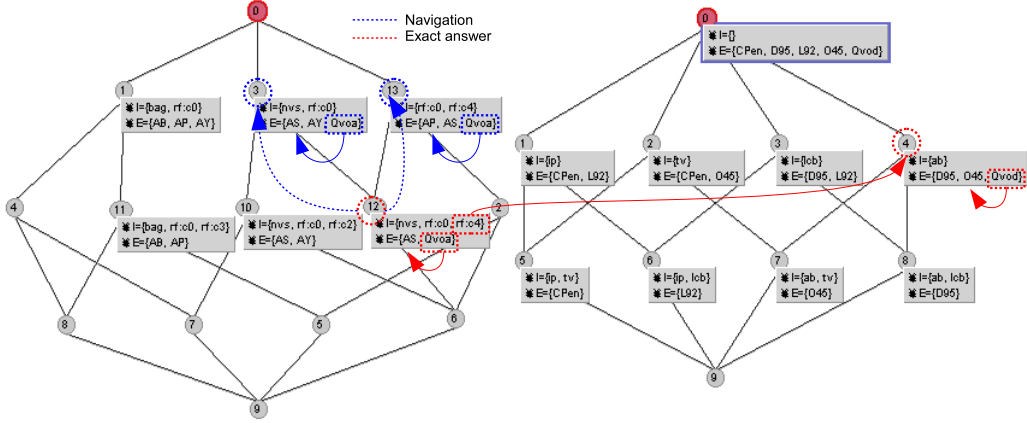 0
Navigation
Exact answer
1
I={bag, rf:c0}
E={AB, AP, AY}
3
I={nvs, rf:c0}
E={AS, AY, Qvoa}
13
I={rf:c0, rf:c4}
E={AP, AS, Qvoa}
4
11
I={bag, rf:c0, rf:c3}
E={AB, AP}
10
I={nvs, rf:c0, rf:c2}
E={AS, AY}
12
I={nvs, rf:c0, rf:c4}
E={AS, Qvoa}
2
8
7
5
6
9
0
I={}
E={CPen, D95, L92, O45, Qvod}
1
I={ip}
E={CPen, L92}
2
I={tv}
E={CPen, O45}
3
I={lcb}
E={D95, L92}
4
I={ab}
E={D95, O45, Qvod}
5
I={ip, tv}
E={CPen}
6
I={ip, lcb}
E={L92}
7
I={ab, tv}
E={O45}
8
I={ab, lcb}
E={D95}
9